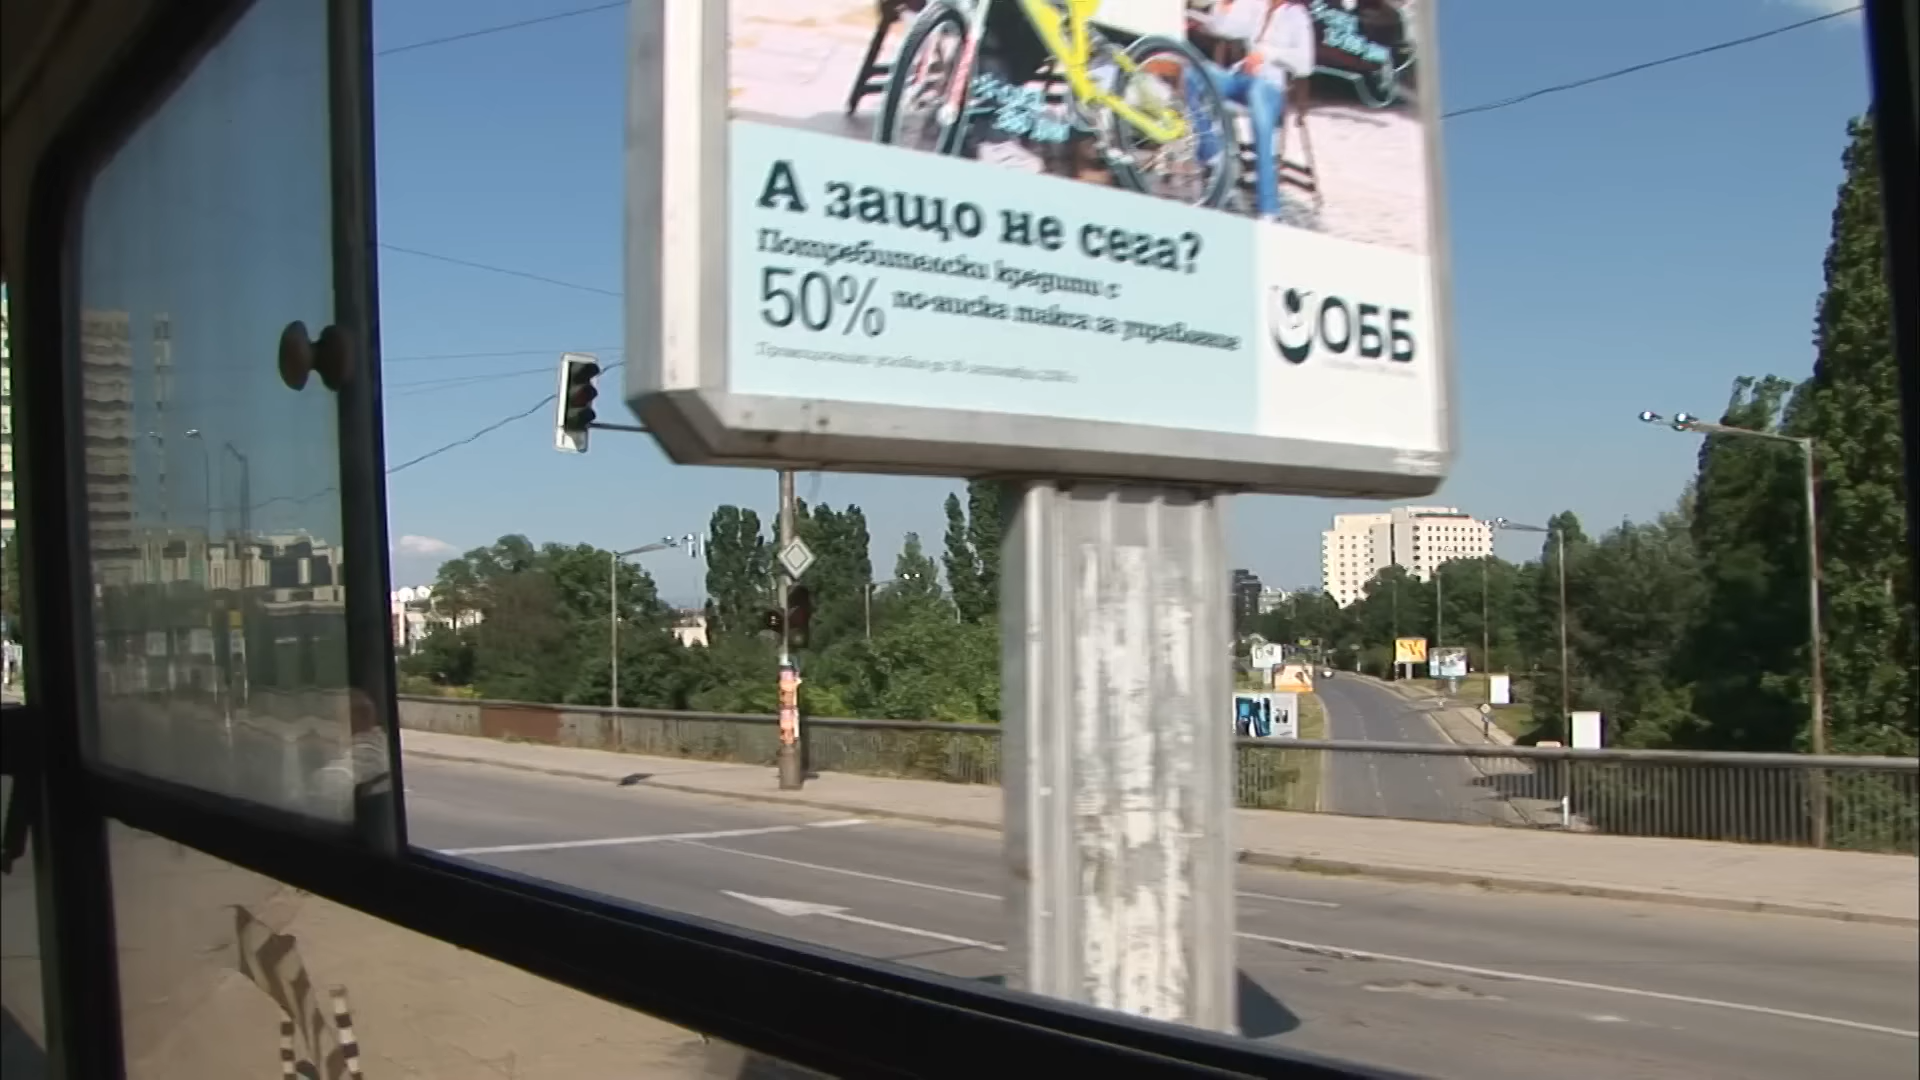 А защо не сега?
Потребителски кредити с
50% по-ниска такса за управление
ОББ